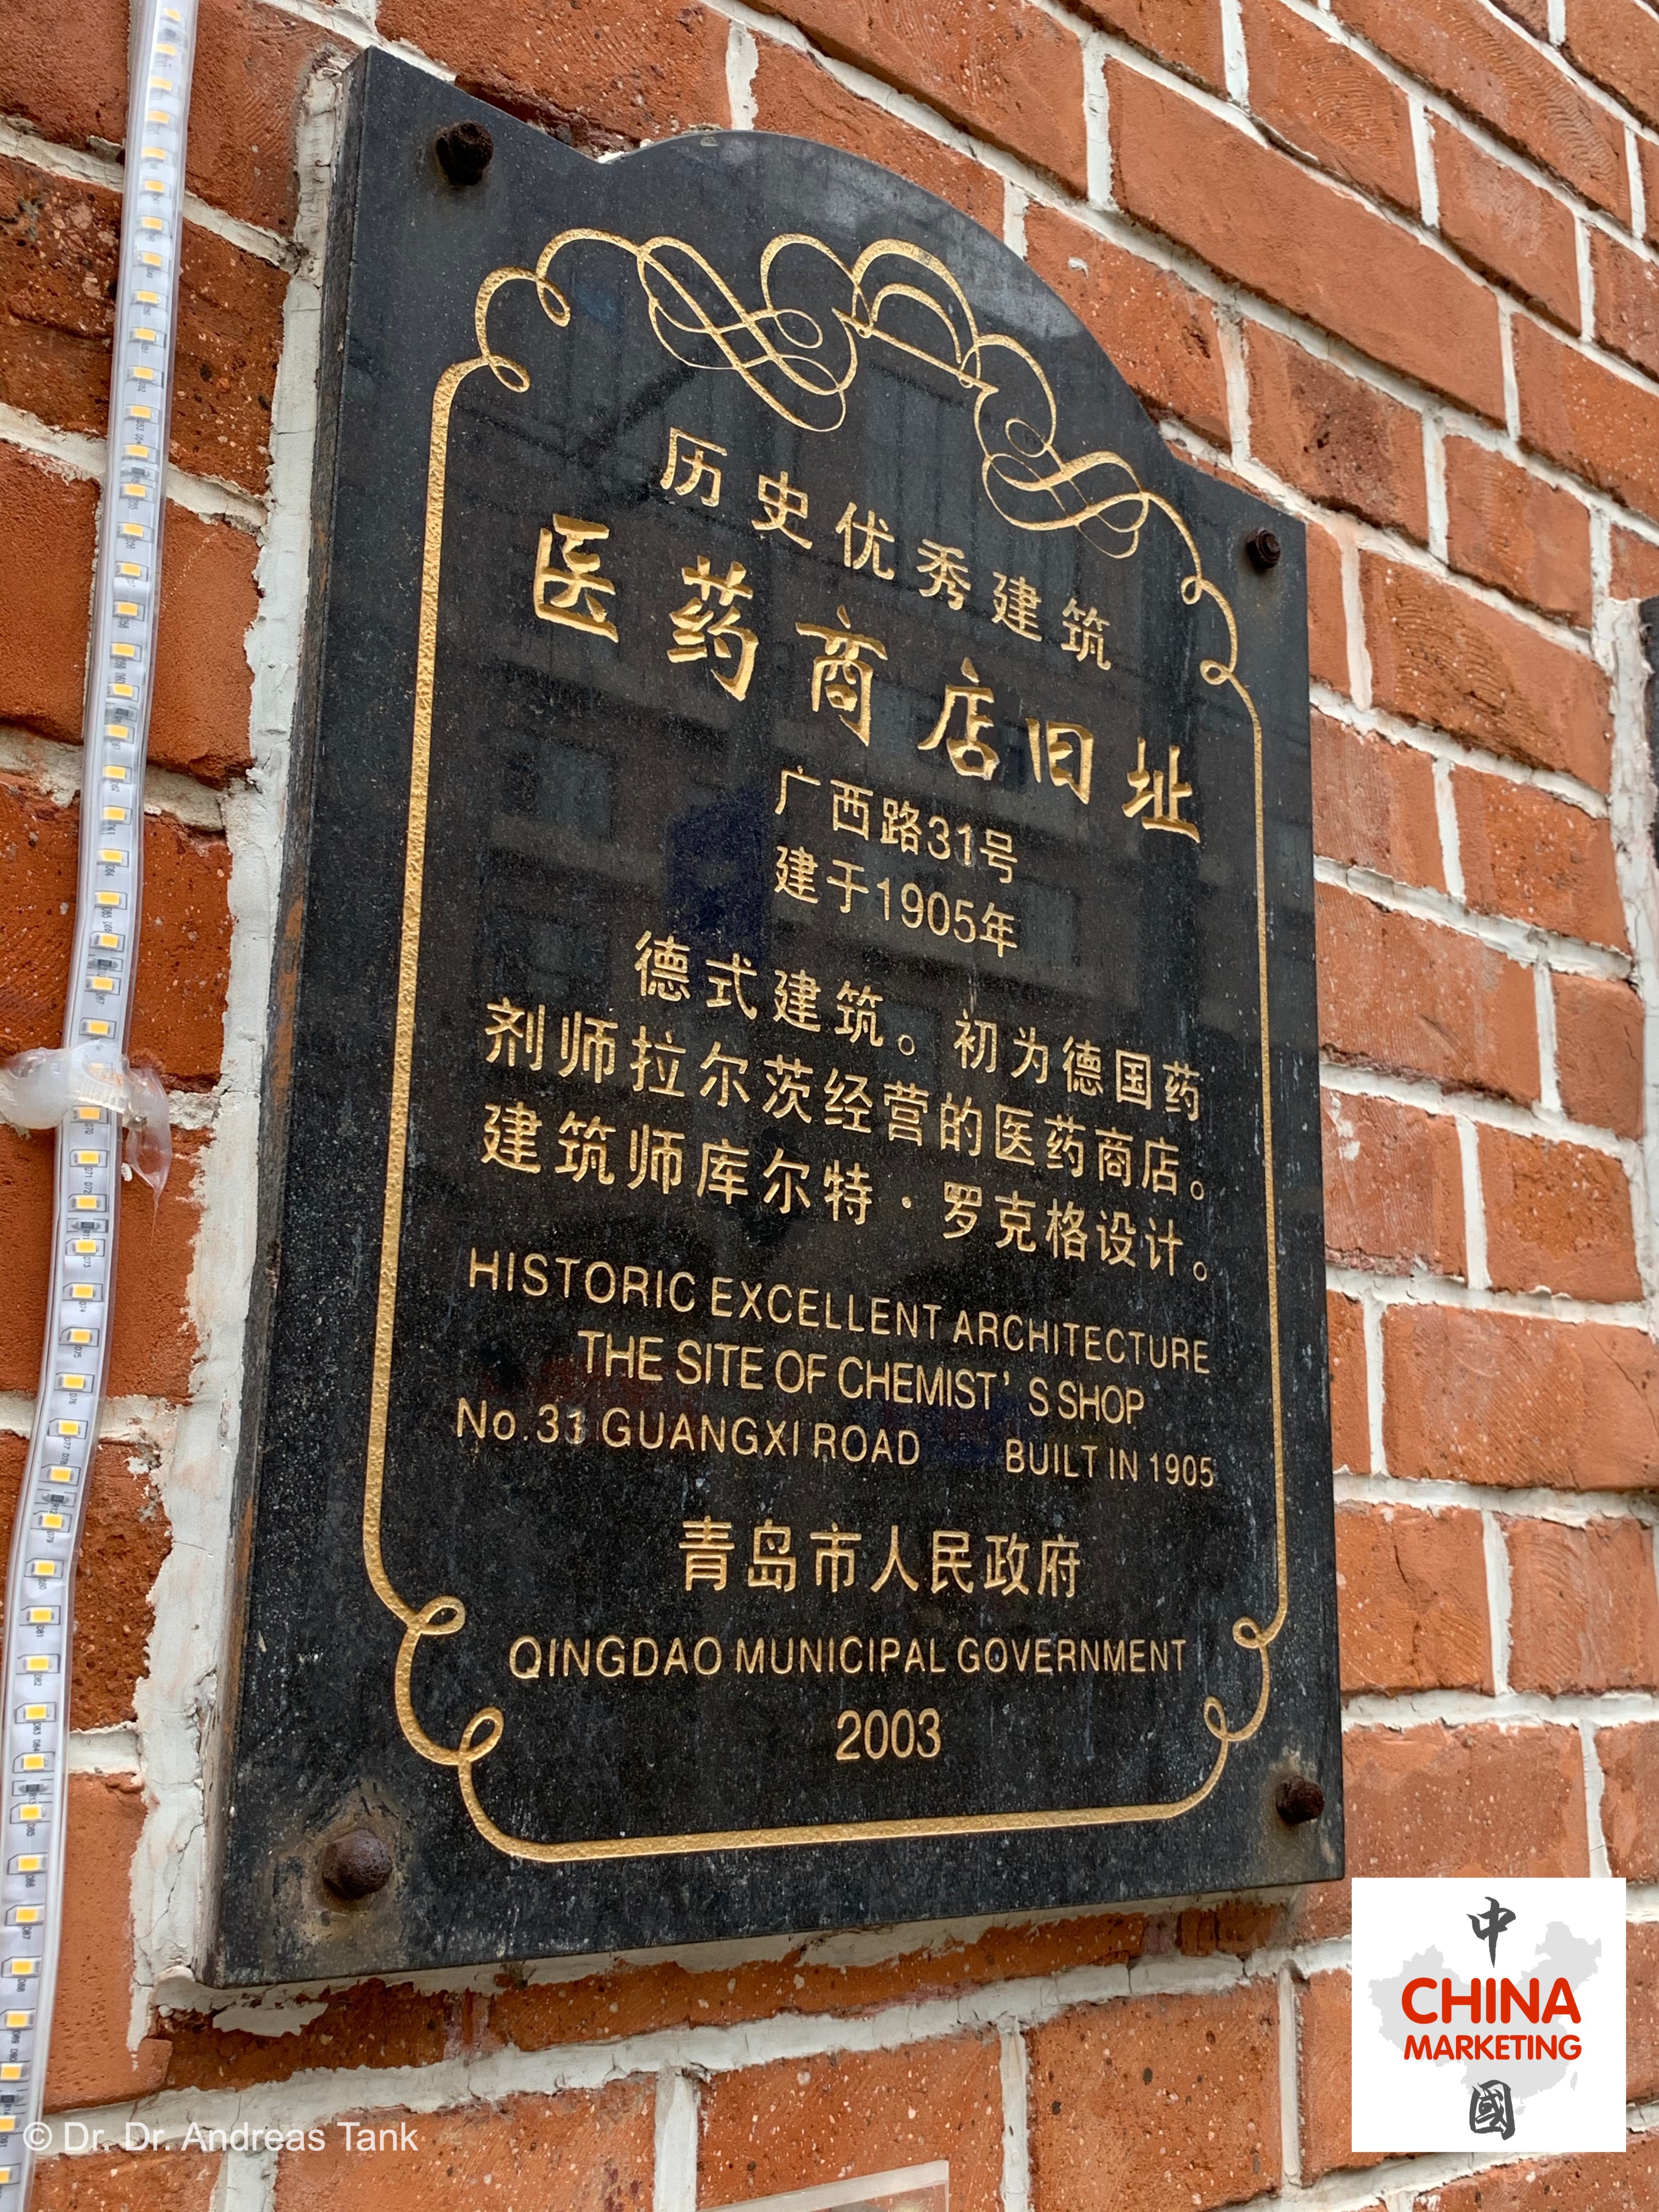 历史优秀建筑
医药商店旧址
广西路31号
建于1905年
德式建筑。初为德国药
剂师拉尔茨经营的医药商店。
建筑师库尔特·罗克格设计。
HISTORIC EXCELLENT ARCHITECTURE
THE SITE OF CHEMIST'S SHOP
No.31 GUANGXI ROAD BUILT IN 1905
青岛市人民政府
QINGDAO MUNICIPAL GOVERNMENT
2003
中
CHINA
MARKETING
國
© Dr. Dr. Andreas Tank